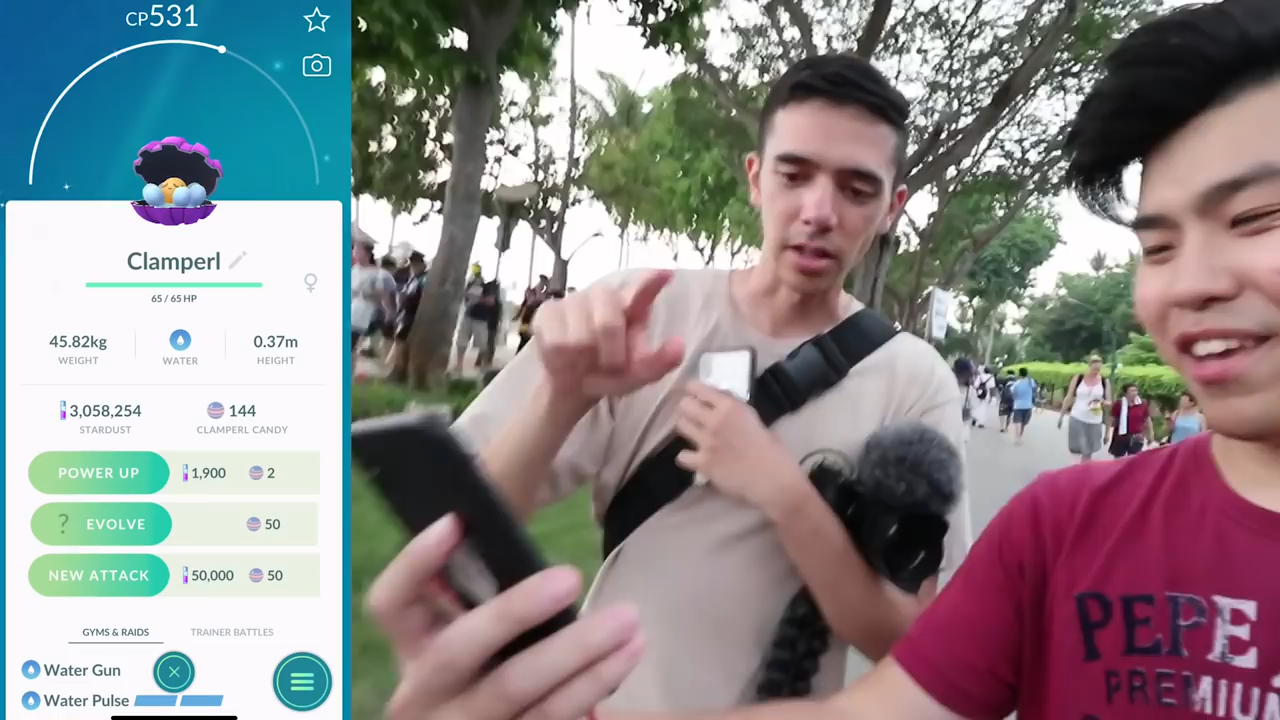 CP531
Clamperl
65 / 65 HP
45.82kg
WEIGHT
WATER
0.37m
HEIGHT
3,058,254
STARDUST
144
CLAMPERL CANDY
POWER UP 1,900 2
? EVOLVE 50
NEW ATTACK 50,000 50
GYMS & RAIDS TRAINER BATTLES
Water Gun
Water Pulse
PEPE
PREMIUM